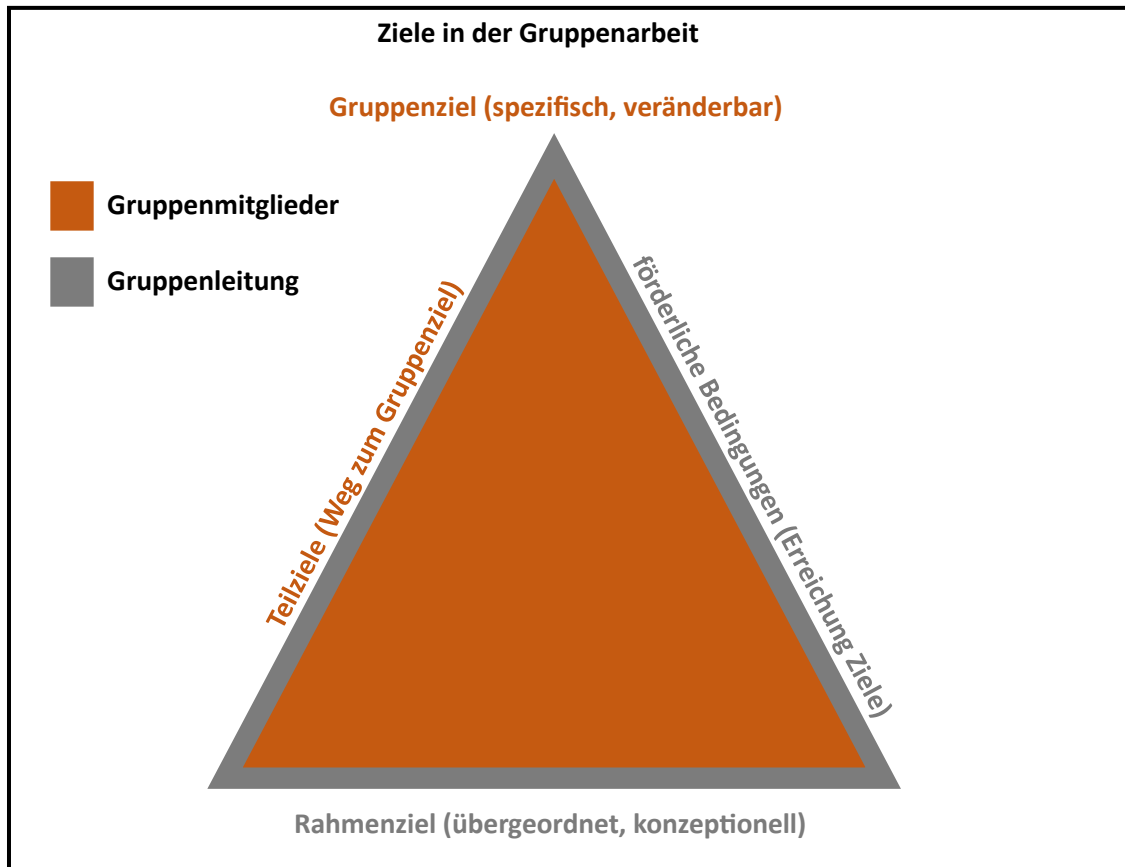 Ziele in der Gruppenarbeit
Gruppenziel (spezifisch, veränderbar)
Gruppenmitglieder
Gruppenleitung
Teilziele (Weg zum Gruppenziel)
förderliche Bedingungen (Erreichung Ziele)
Rahmenziel (übergeordnet, konzeptionell)